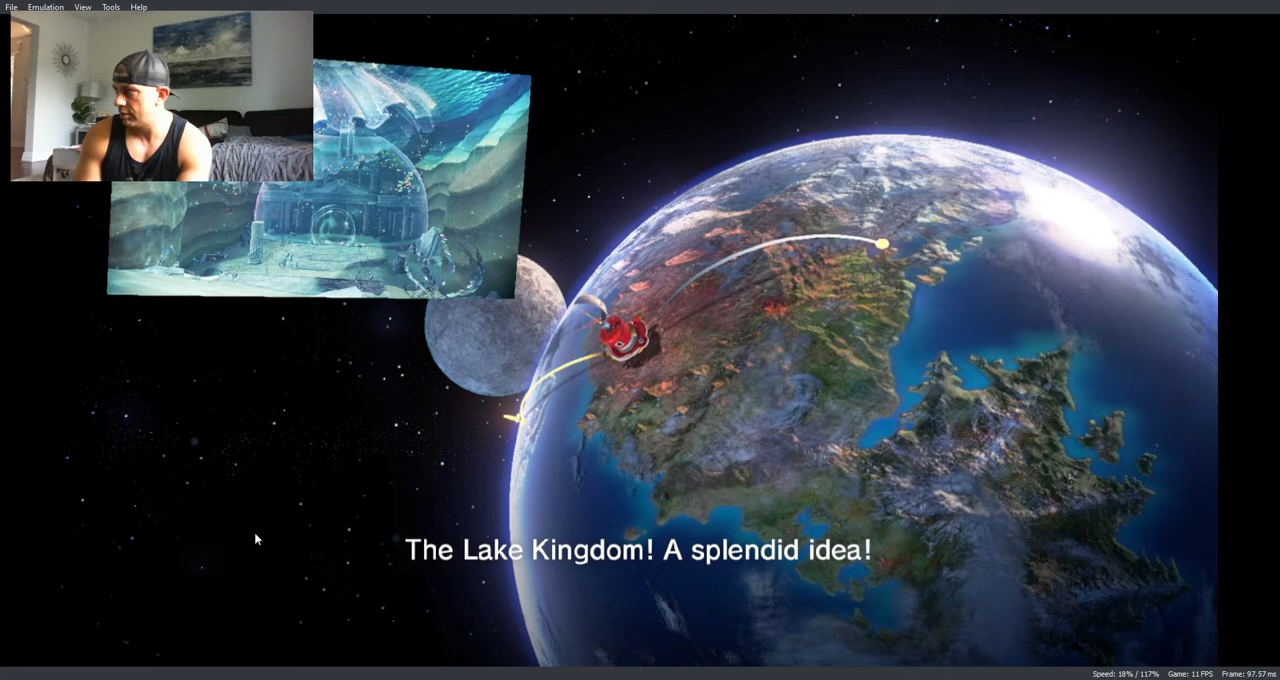 File Emulation View Tools Help
The Lake Kingdom! A splendid idea!
Speed: 18% / 117% Game: 11 FPS Frame: 97.57 ms